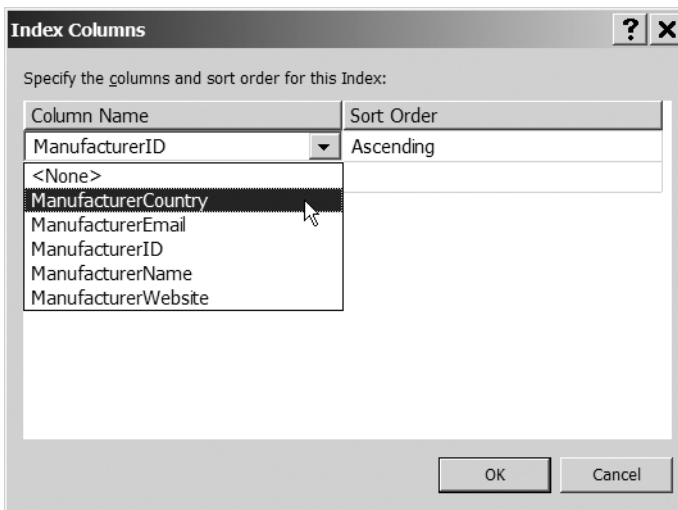 Index Columns
Specify the columns and sort order for this Index:
Column Name Sort Order
ManufacturerID Ascending
<None>
ManufacturerCountry
ManufacturerEmail
ManufacturerID
ManufacturerName
ManufacturerWebsite
OK Cancel